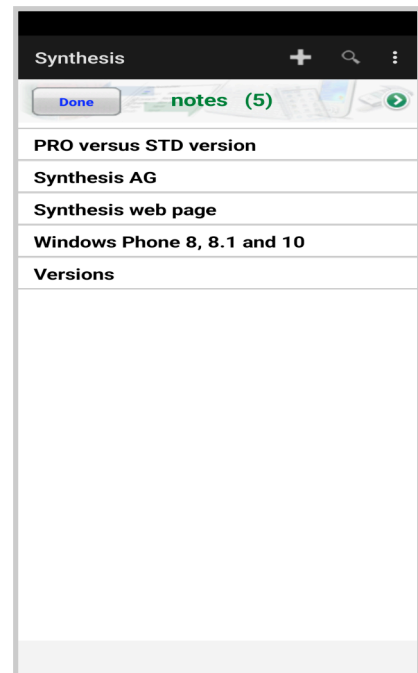 Synthesis
Done notes (5)
PRO versus STD version
Synthesis AG
Synthesis web page
Windows Phone 8, 8.1 and 10
Versions